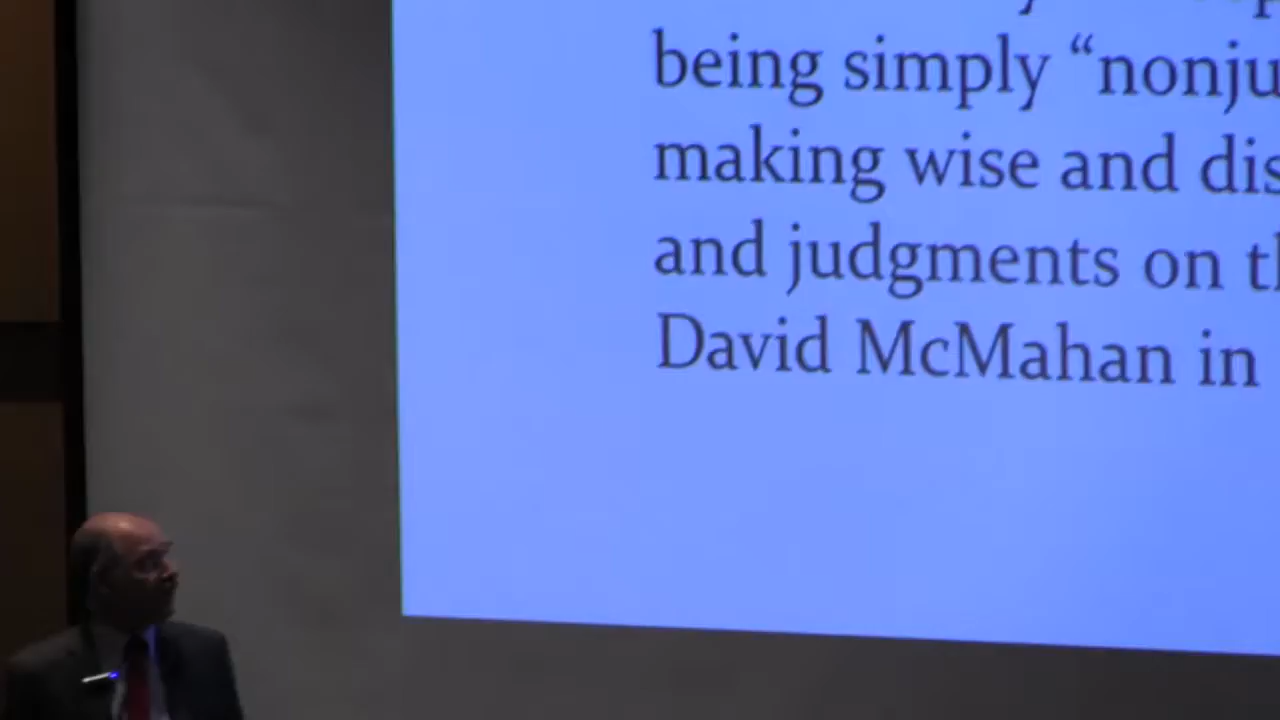 being simply “nonju
making wise and dis
and judgments on th
David McMahan in